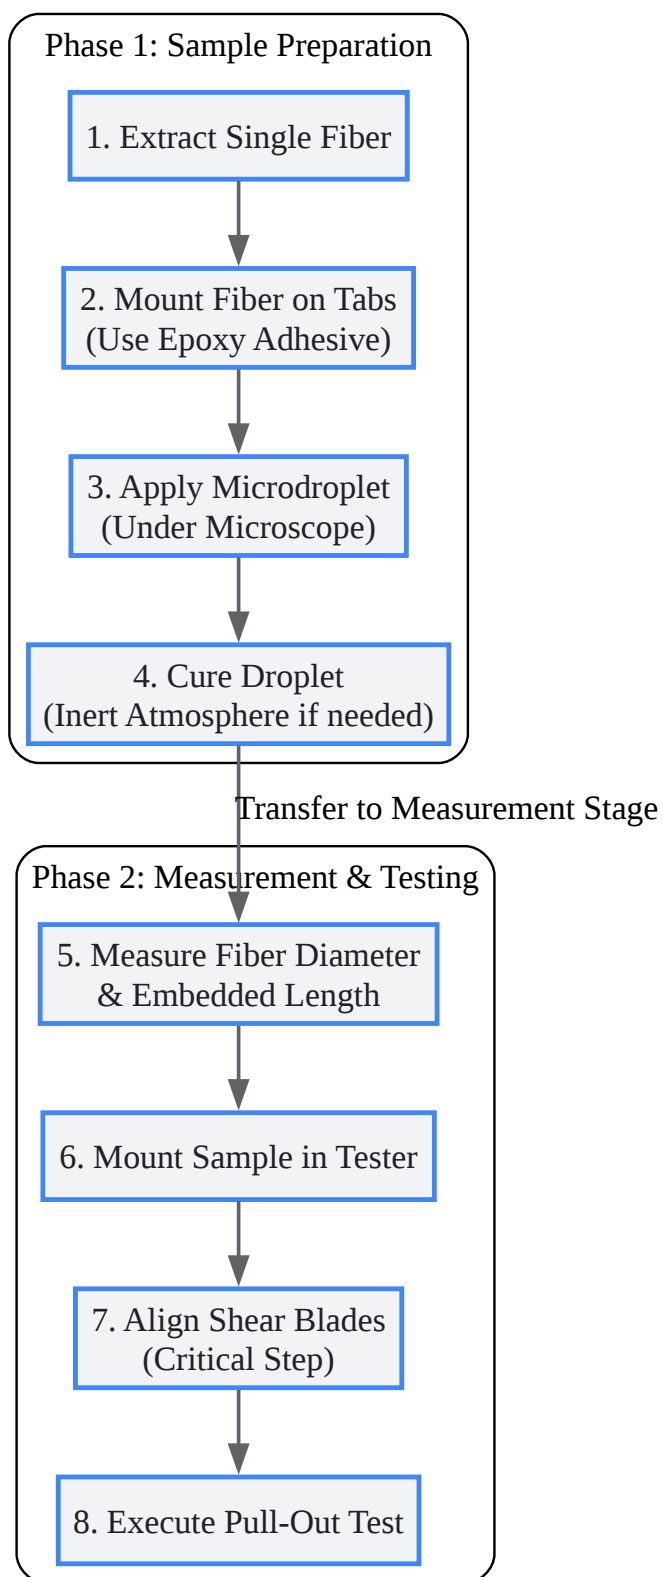 Phase 1: Sample Preparation
1. Extract Single Fiber
2. Mount Fiber on Tabs
(Use Epoxy Adhesive)
3. Apply Microdroplet
(Under Microscope)
4. Cure Droplet
(Inert Atmosphere if needed)
Transfer to Measurement Stage
Phase 2: Measurement & Testing
5. Measure Fiber Diameter
& Embedded Length
6. Mount Sample in Tester
7. Align Shear Blades
(Critical Step)
8. Execute Pull-Out Test